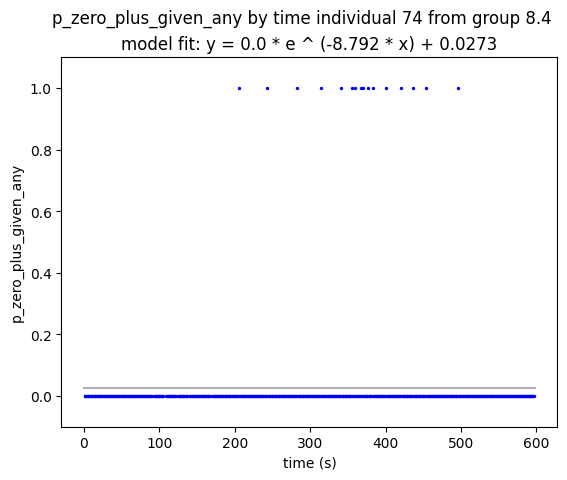 p_zero_plus_given_any by time individual 74 from group 8.4
model fit: y = 0.0 * e ^ (-8.792 * x) + 0.0273
1.0
0.8
0.6
0.4
0.2
0.0
p_zero_plus_given_any
0 100 200 300 400 500 600
time (s)